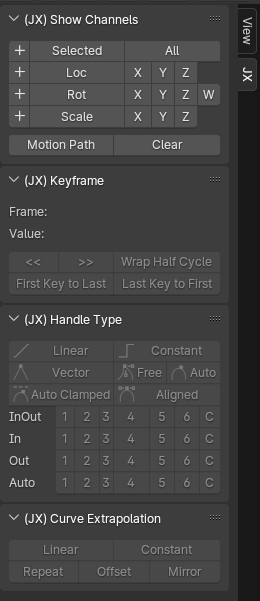 (JX) Show Channels
+ Selected All
+ Loc X Y Z
+ Rot X Y Z W
+ Scale X Y Z
Motion Path Clear
(JX) Keyframe
Frame:
Value:
<< >> Wrap Half Cycle
First Key to Last Last Key to First
(JX) Handle Type
Linear Constant
Vector Free Auto
Auto Clamped Aligned
InOut 1 2 3 4 5 6 C
In 1 2 3 4 5 6 C
Out 1 2 3 4 5 6 C
Auto 1 2 3 4 5 6 C
(JX) Curve Extrapolation
Linear Constant
Repeat Offset Mirror
View
JX